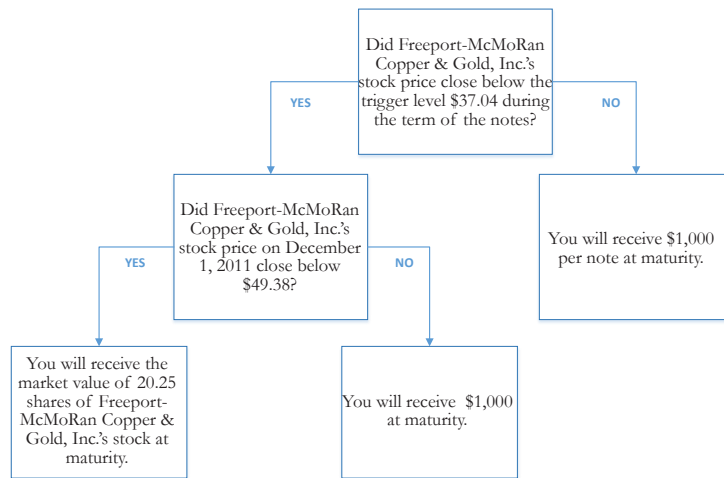 Did Freeport-McMoRan
Copper & Gold, Inc.'s
stock price close below the
trigger level $37.04 during
the term of the notes?
YES
NO
Did Freeport-McMoRan
Copper & Gold, Inc.'s
stock price on December
1, 2011 close below
$49.38?
You will receive $1,000
per note at maturity.
YES
NO
You will receive the
market value of 20.25
shares of Freeport-
McMoRan Copper &
Gold, Inc.'s stock at
maturity.
You will receive $1,000
at maturity.